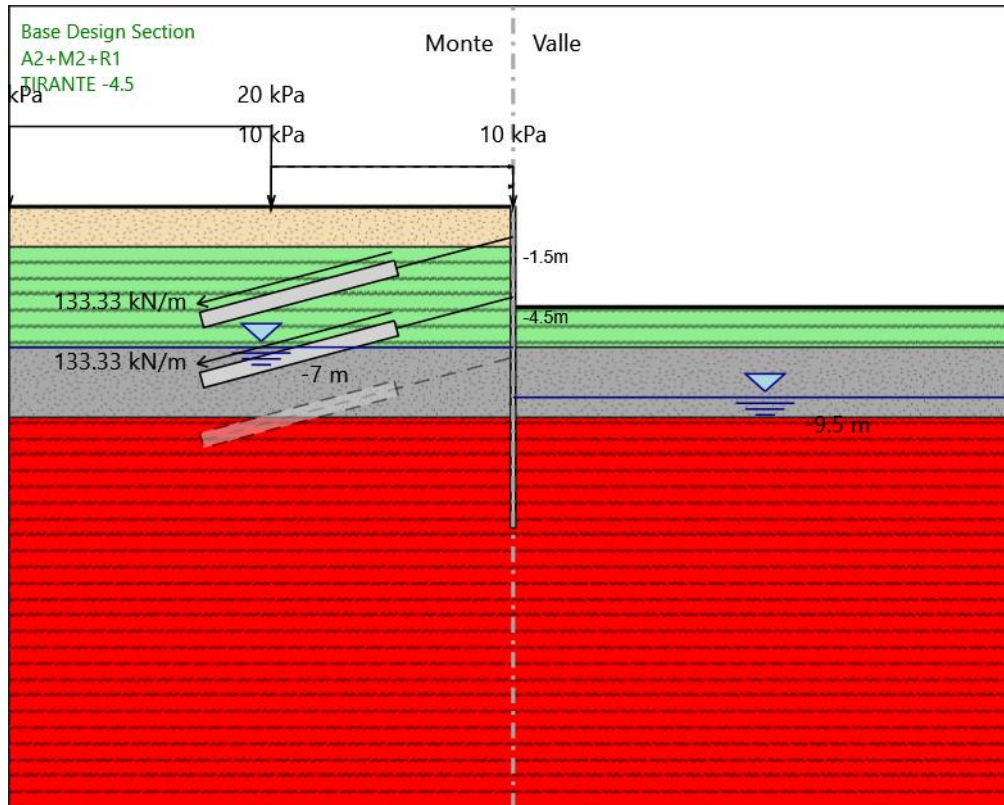 Base Design Section
A2+M2+R1
TIRANTE -4.5
Monte
Valle
kPa
20 kPa
10 kPa
10 kPa
-1.5m
133.33 kN/m
-4.5m
133.33 kN/m
-7 m
-9.5 m